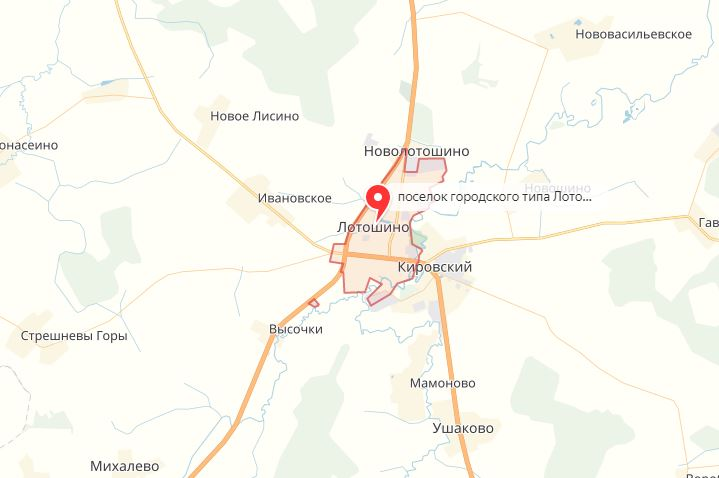 Нововасильевское
Новое Лисино
онасеино
Новолотошино
Новошино
Ивановское
поселок городского типа Лото...
Гав
Лотошино
Кировский
Высочки
Стрешневы Горы
Мамоново
Ушаково
Михалево